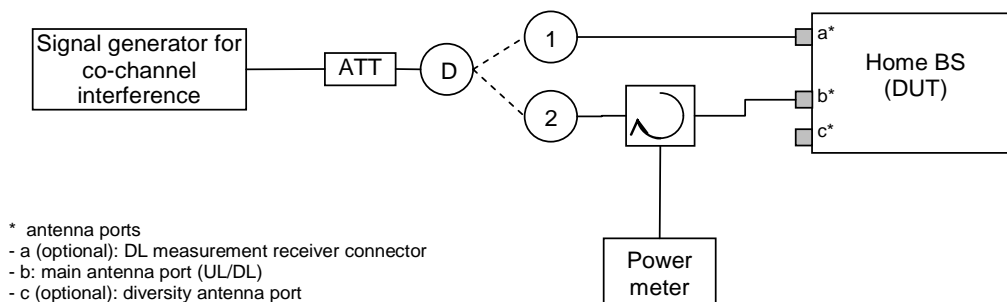 Signal generator for
co-channel
interference
ATT
D
1
2
a*
b*
c*
Home BS
(DUT)
Power
meter
* antenna ports
- a (optional): DL measurement receiver connector
- b: main antenna port (UL/DL)
- c (optional): diversity antenna port